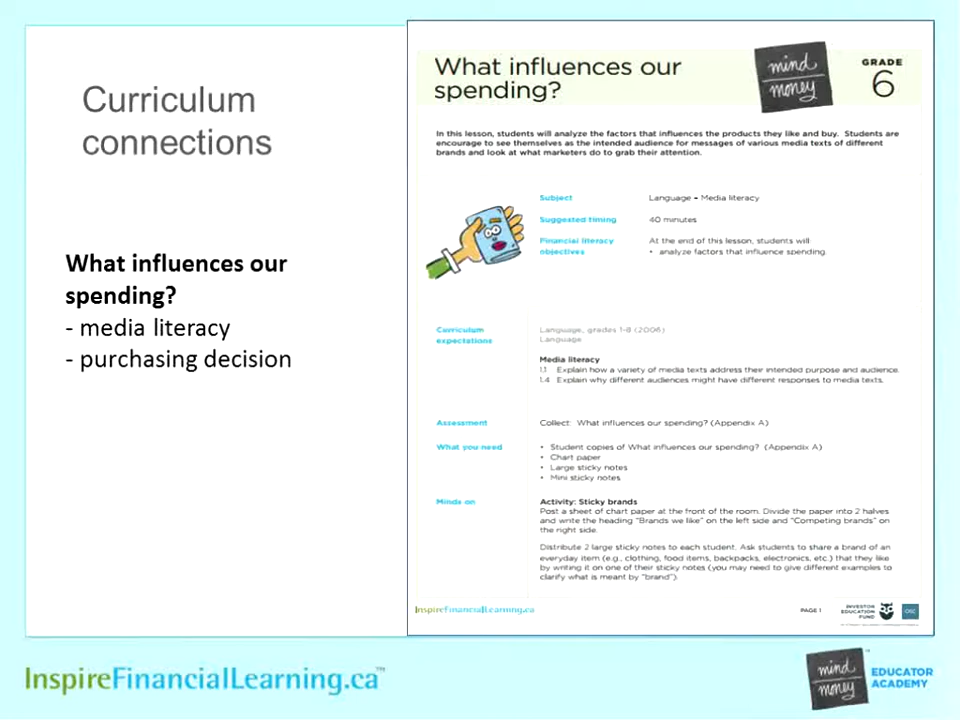 Curriculum
connections
What influences our
spending?
- media literacy
- purchasing decision
What influences our
spending?
mind
money
GRADE
6
In this lesson, students will analyze the factors that influences the products they like and buy. Students are
encourage to see themselves as the intended audience for messages of various media texts of different
brands and look at what marketers do to grab their attention.
Subject
Language – Media literacy
Suggested timing
40 minutes
Financial literacy
objectives
At the end of this lesson, students will
• analyze factors that influence spending.
Curriculum
expectations
Language, grades 1-8 (2006)
Language
Media literacy
1.1 Explain how a variety of media texts address their intended purpose and audience.
1.4 Explain why different audiences might have different responses to media texts.
Assessment
Collect: What influences our spending? (Appendix A)
What you need
• Student copies of What influences our spending? (Appendix A)
• Chart paper
• Large sticky notes
• Mini sticky notes
Minds on
Activity: Sticky brands
Post a sheet of chart paper at the front of the room. Divide the paper into 2 halves
and write the heading "Brands we like" on the left side and "Competing brands" on
the right side.
Distribute 2 large sticky notes to each student. Ask students to share a brand of an
everyday item (e.g., clothing, food items, backpacks, electronics, etc.) that they like
by writing it on one of their sticky notes (you may need to give different examples to
clarify what is meant by "brand").
InspireFinancialLearning.ca
PAGE 1
INVESTOR
EDUCATION
FUND
OSC
InspireFinancialLearning.ca™
mind
money
™
EDUCATOR
ACADEMY